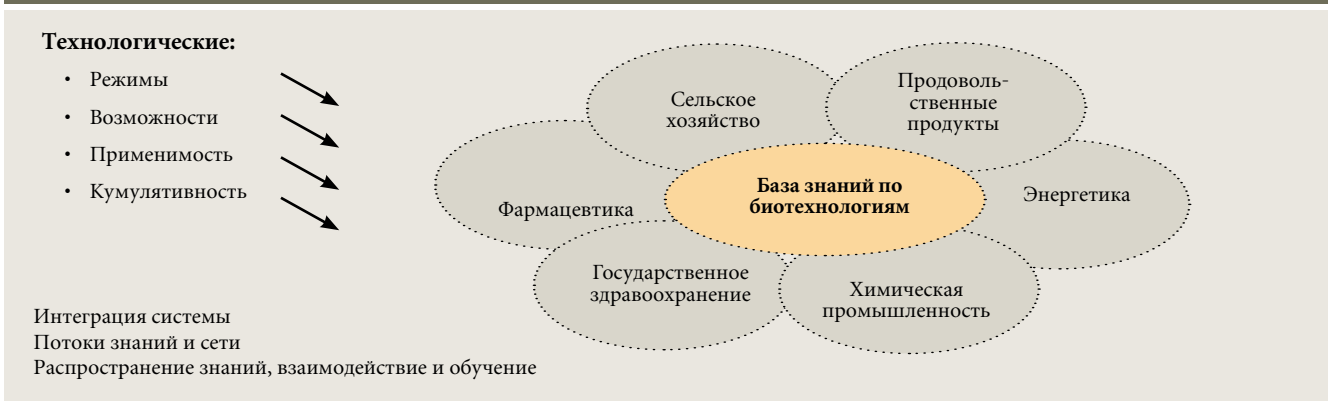 Технологические:
• Режимы
• Возможности
• Применимость
• Кумулятивность
Сельское
хозяйство
Продоволь-
ственные
продукты
Фармацевтика
База знаний по
биотехнологиям
Энергетика
Государственное
здравоохранение
Химическая
промышленность
Интеграция системы
Потоки знаний и сети
Распространение знаний, взаимодействие и обучение